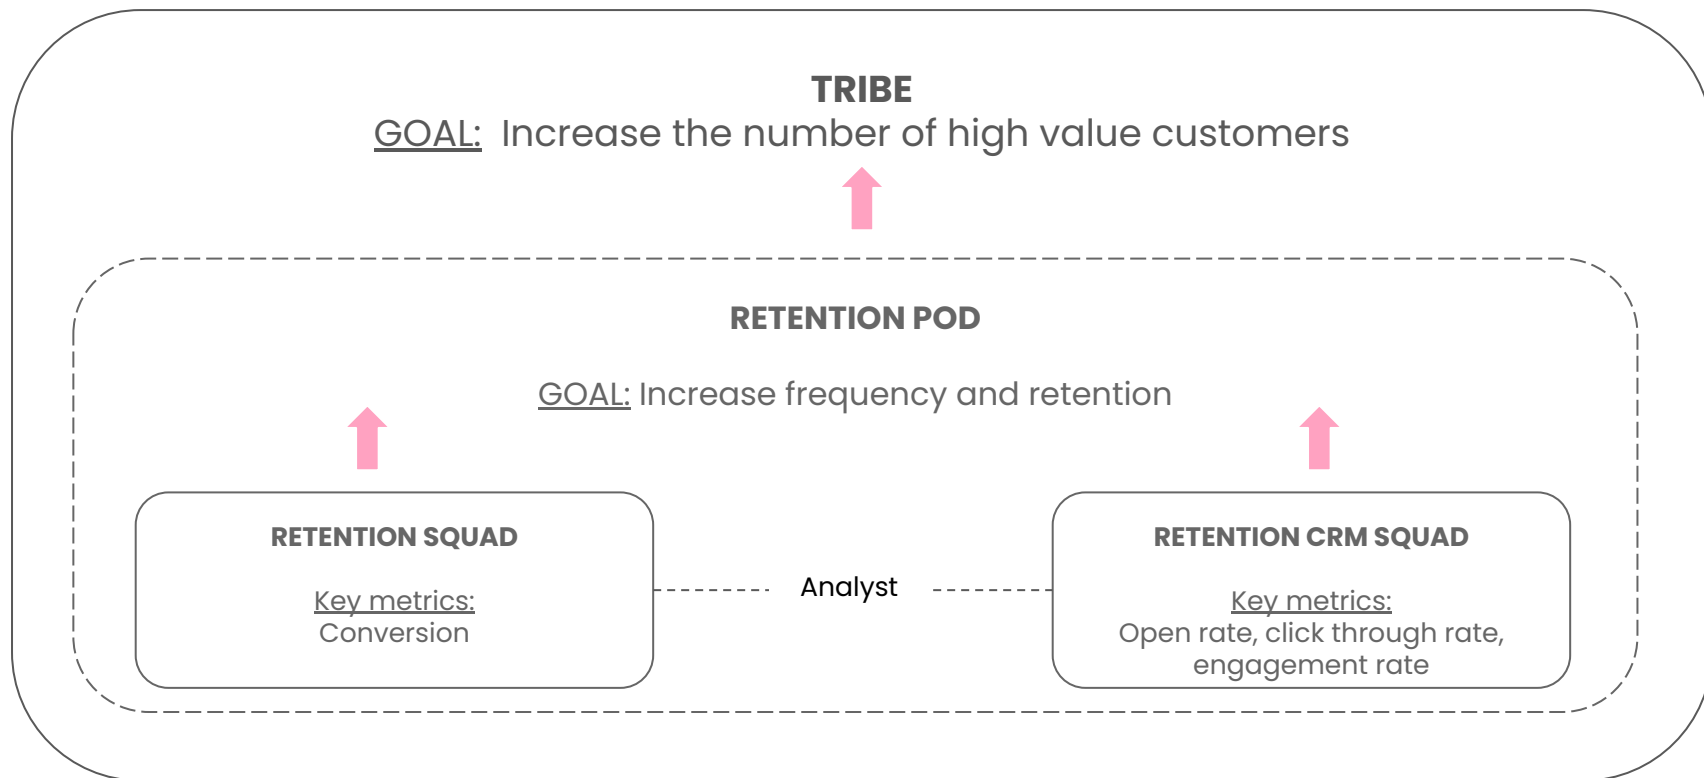 TRIBE
GOAL: Increase the number of high value customers
RETENTION POD
GOAL: Increase frequency and retention
RETENTION SQUAD
Key metrics:
Conversion
Analyst
RETENTION CRM SQUAD
Key metrics:
Open rate, click through rate,
engagement rate